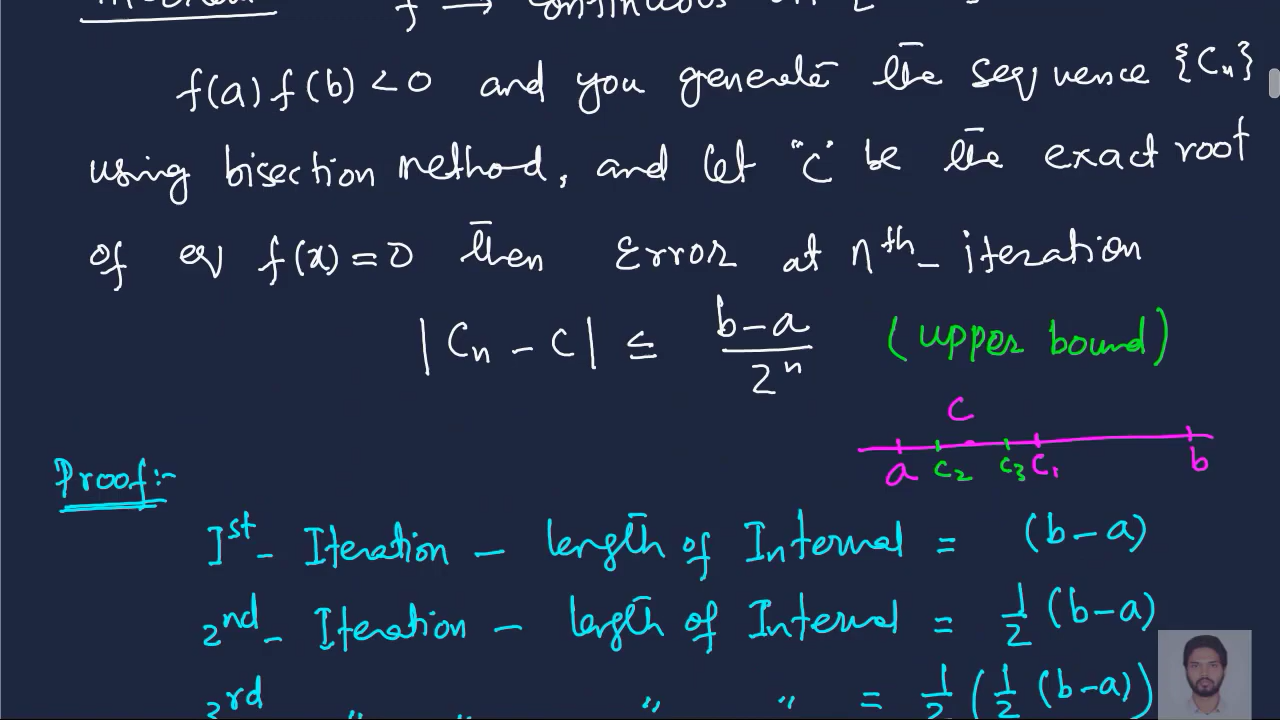 f → continuous on [
f(a) f(b) < 0 and you generate the sequence {Cn}
using bisection method, and let "c" be the exact root
of eq f(x) = 0 then Error at nth - iteration
|Cn - c| ≤ (b-a)/2^n (upper bound)
c
a c2 c3 c1 b
Proof:-
Ist - Iteration - length of Interval = (b-a)
2nd - Iteration - length of Interval = 1/2 (b-a)
3rd " " " " = 1/2 (1/2 (b-a))